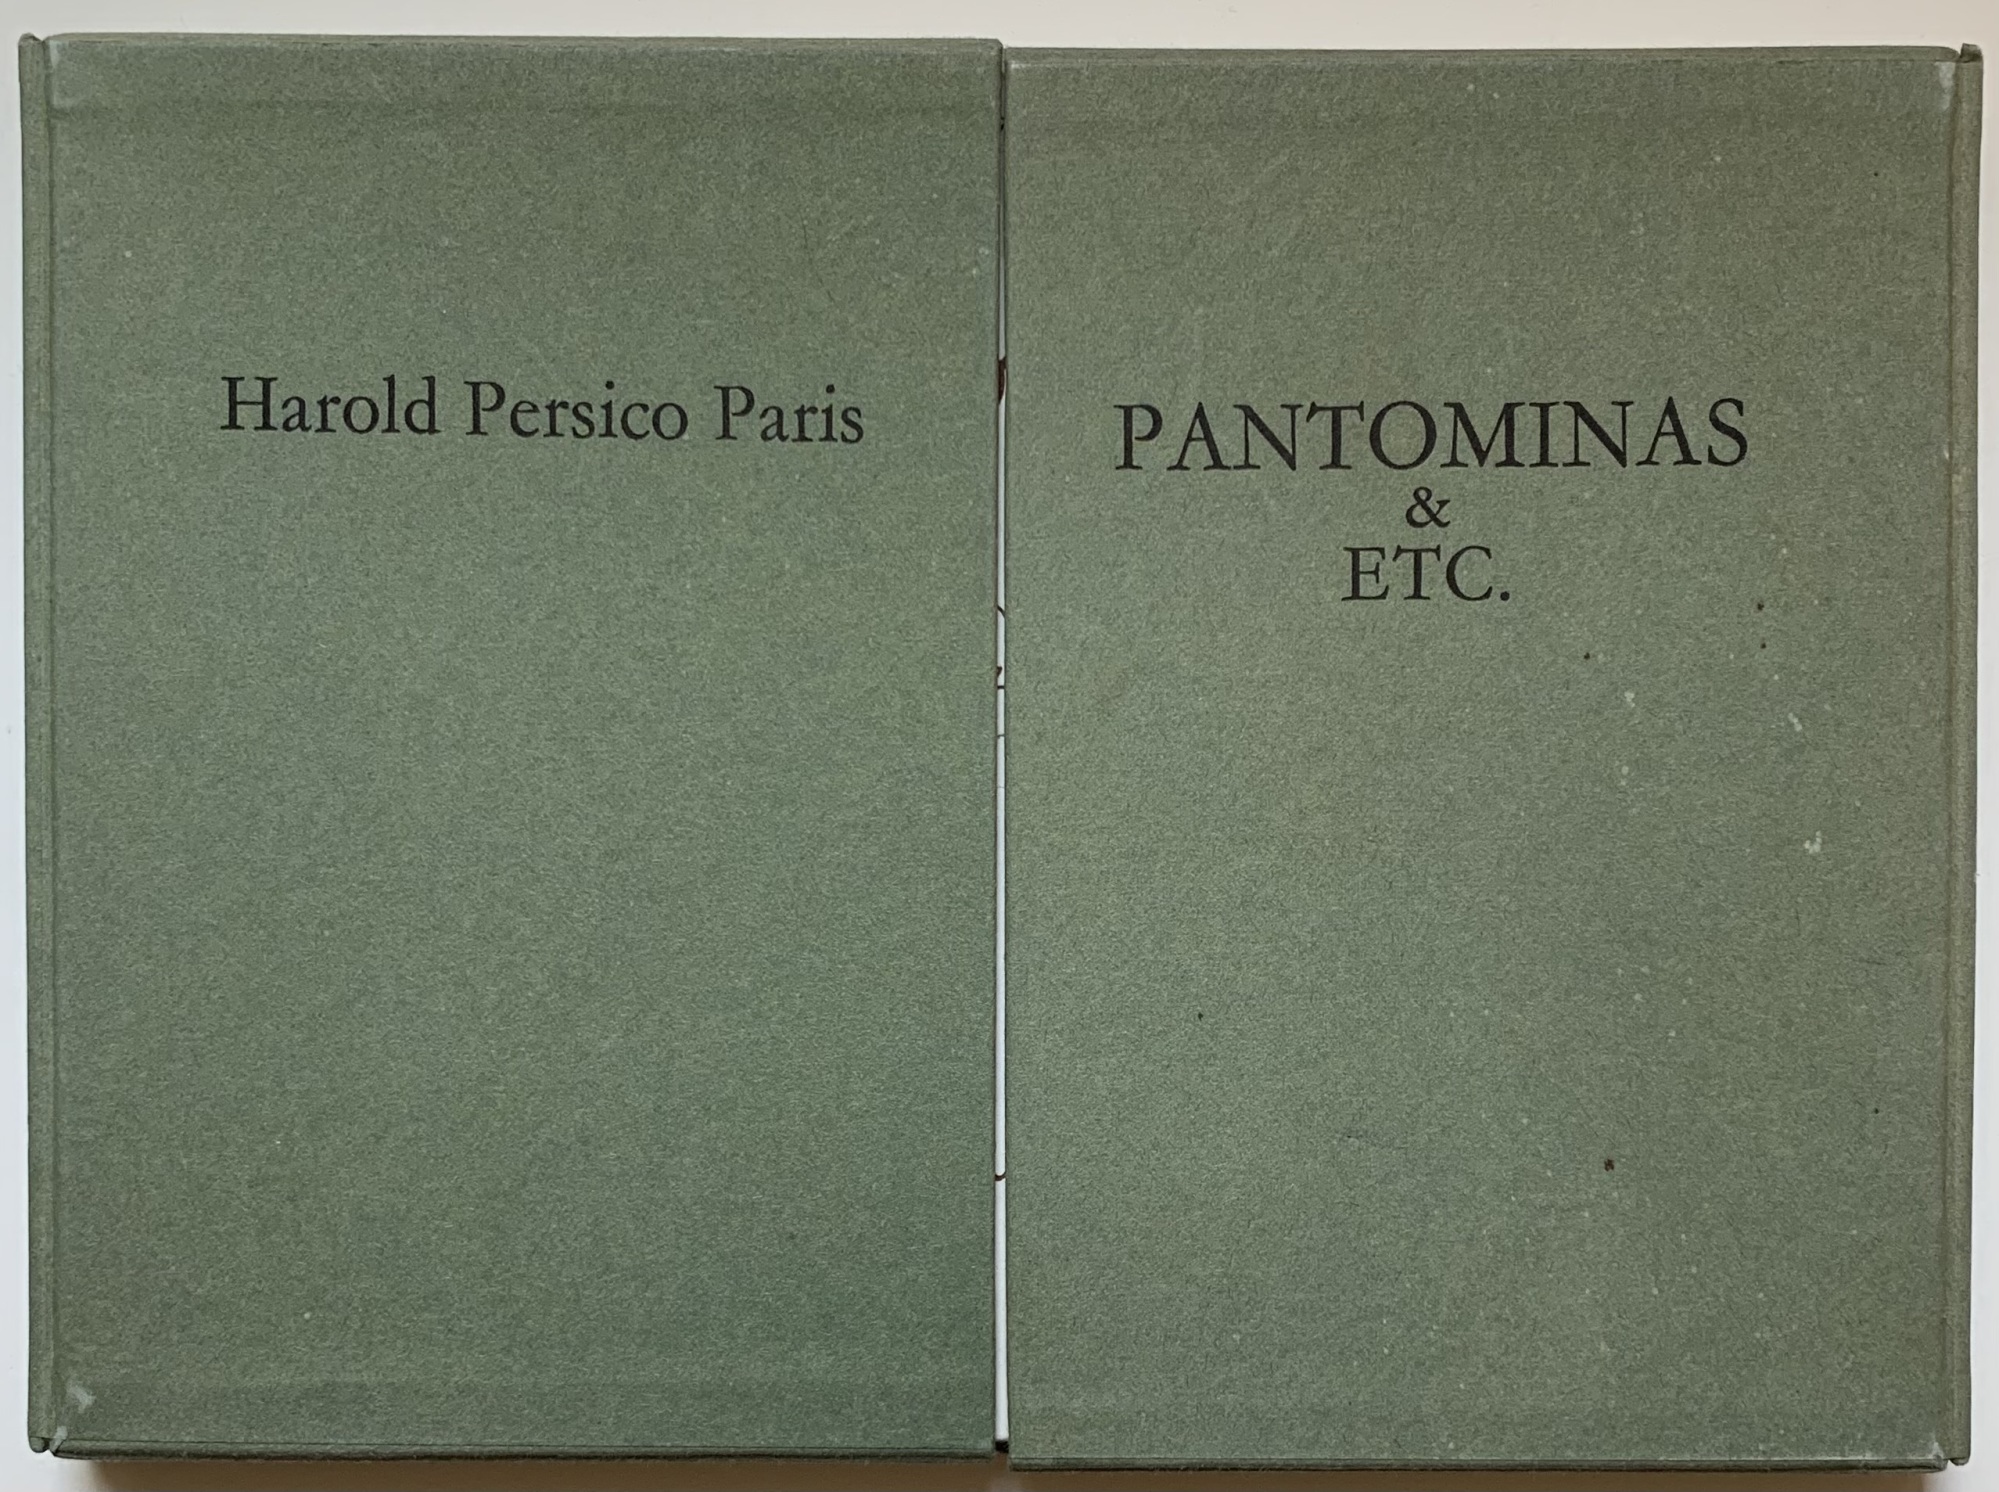 Harold Persico Paris
PANTOMINAS
&
ETC.